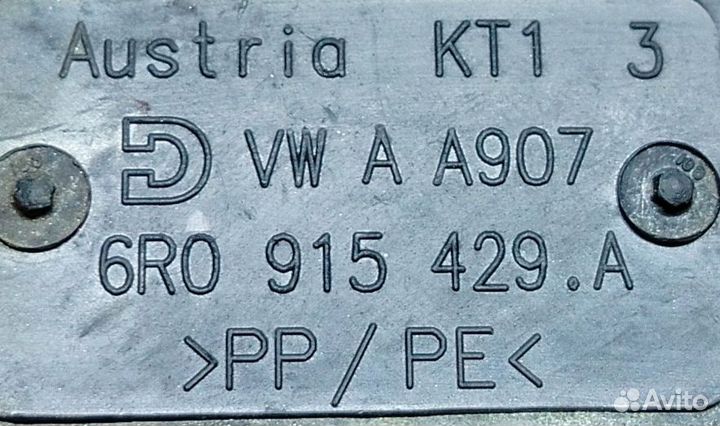 Austria KT1 3
D VW A A907
6R0 915 429.A
>PP/PE<
Avito